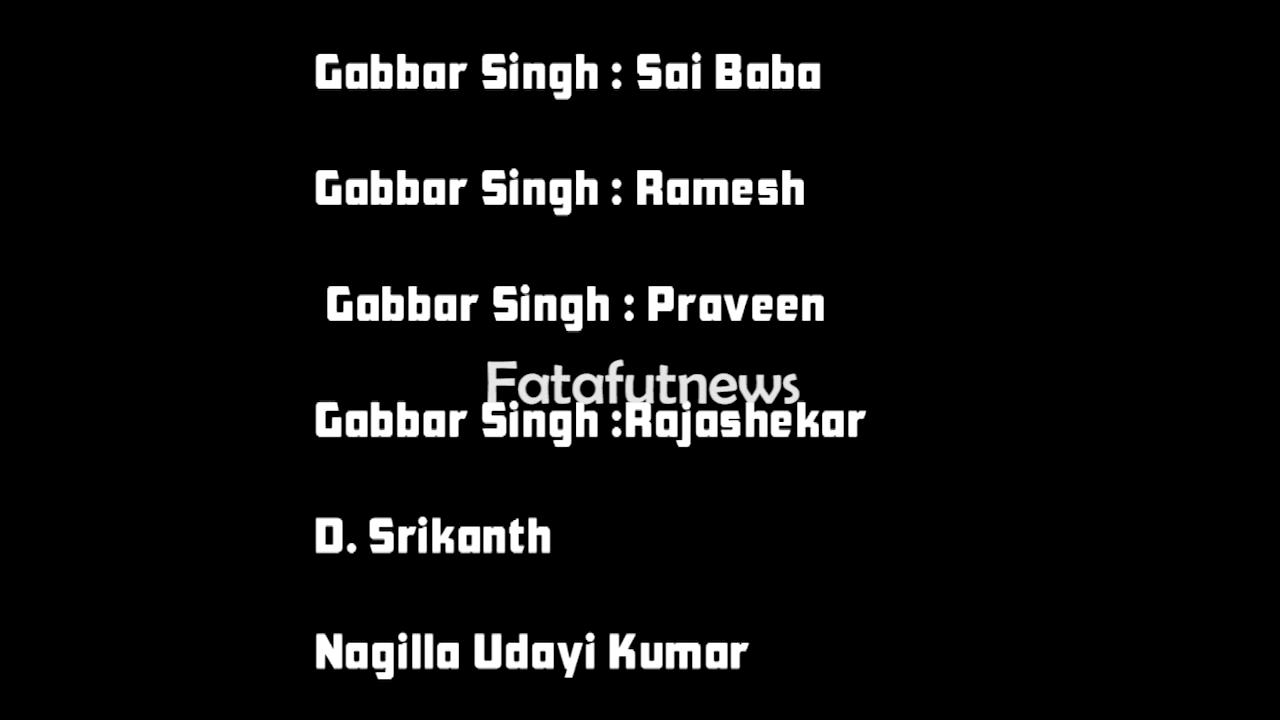 Gabbar Singh : Sai Baba
Gabbar Singh : Ramesh
Gabbar Singh : Praveen
Fatafutnews
Gabbar Singh :Rajashekar
D. Srikanth
Nagilla Udayi Kumar